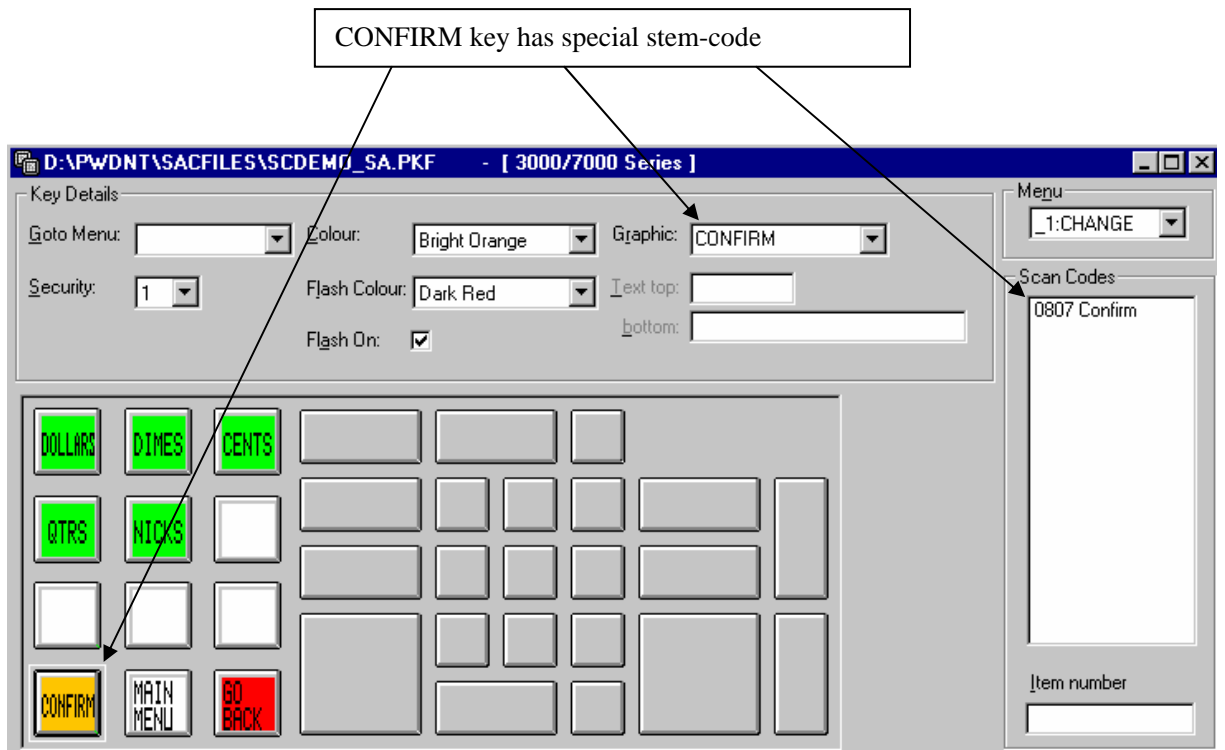 CONFIRM key has special stem-code
D:\PWDNT\SACFILES\SCDEMO_SA.PKF - [ 3000/7000 Series ]
Key Details
Goto Menu:
Colour: Bright Orange
Graphic: CONFIRM
Security: 1
Flash Colour: Dark Red
Text top:
Flash On:
bottom:
Menu
_1:CHANGE
Scan Codes
0807 Confirm
Item number
DOLLARS DIMES CENTS
QTRS NICKS
CONFIRM MAIN MENU GO BACK